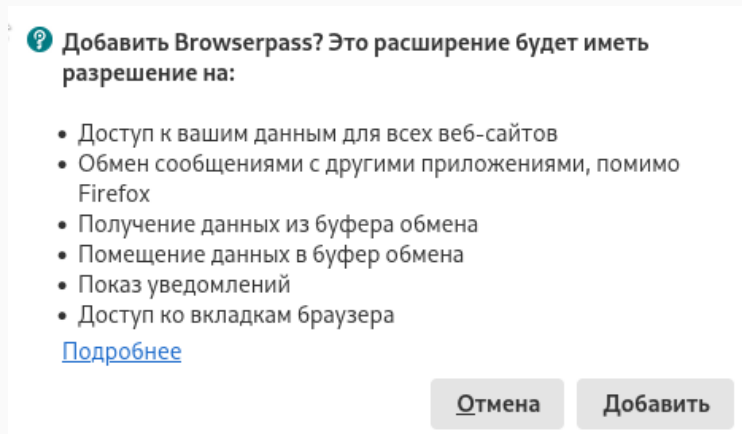 Добавить Browserpass? Это расширение будет иметь
разрешение на:
• Доступ к вашим данным для всех веб-сайтов
• Обмен сообщениями с другими приложениями, помимо
Firefox
• Получение данных из буфера обмена
• Помещение данных в буфер обмена
• Показ уведомлений
• Доступ ко вкладкам браузера
Подробнее
Отмена Добавить